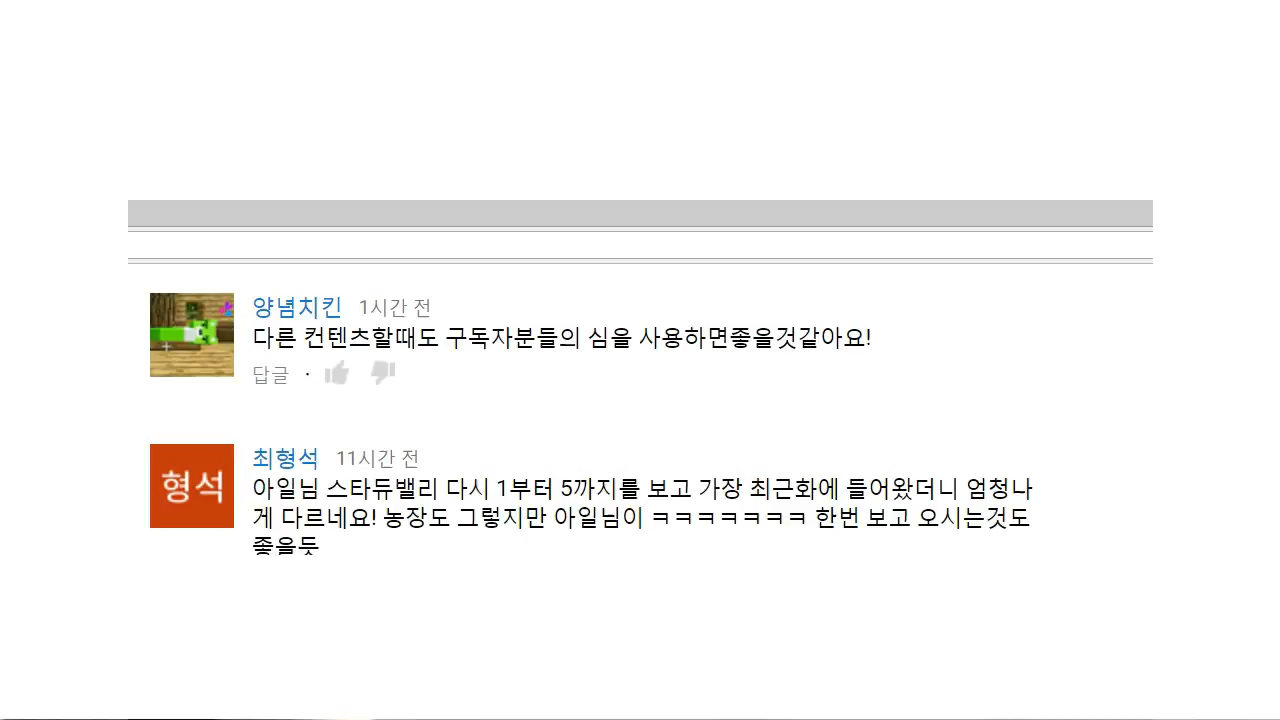 양념치킨 1시간 전
다른 컨텐츠할때도 구독자분들의 심을 사용하면좋을것같아요!
답글 ·
형석
최형석 11시간 전
아일님 스타듀밸리 다시 1부터 5까지를 보고 가장 최근화에 들어왔더니 엄청나
게 다르네요! 농장도 그렇지만 아일님이 ㅋㅋㅋㅋㅋㅋㅋ 한번 보고 오시는것도
좋을듯